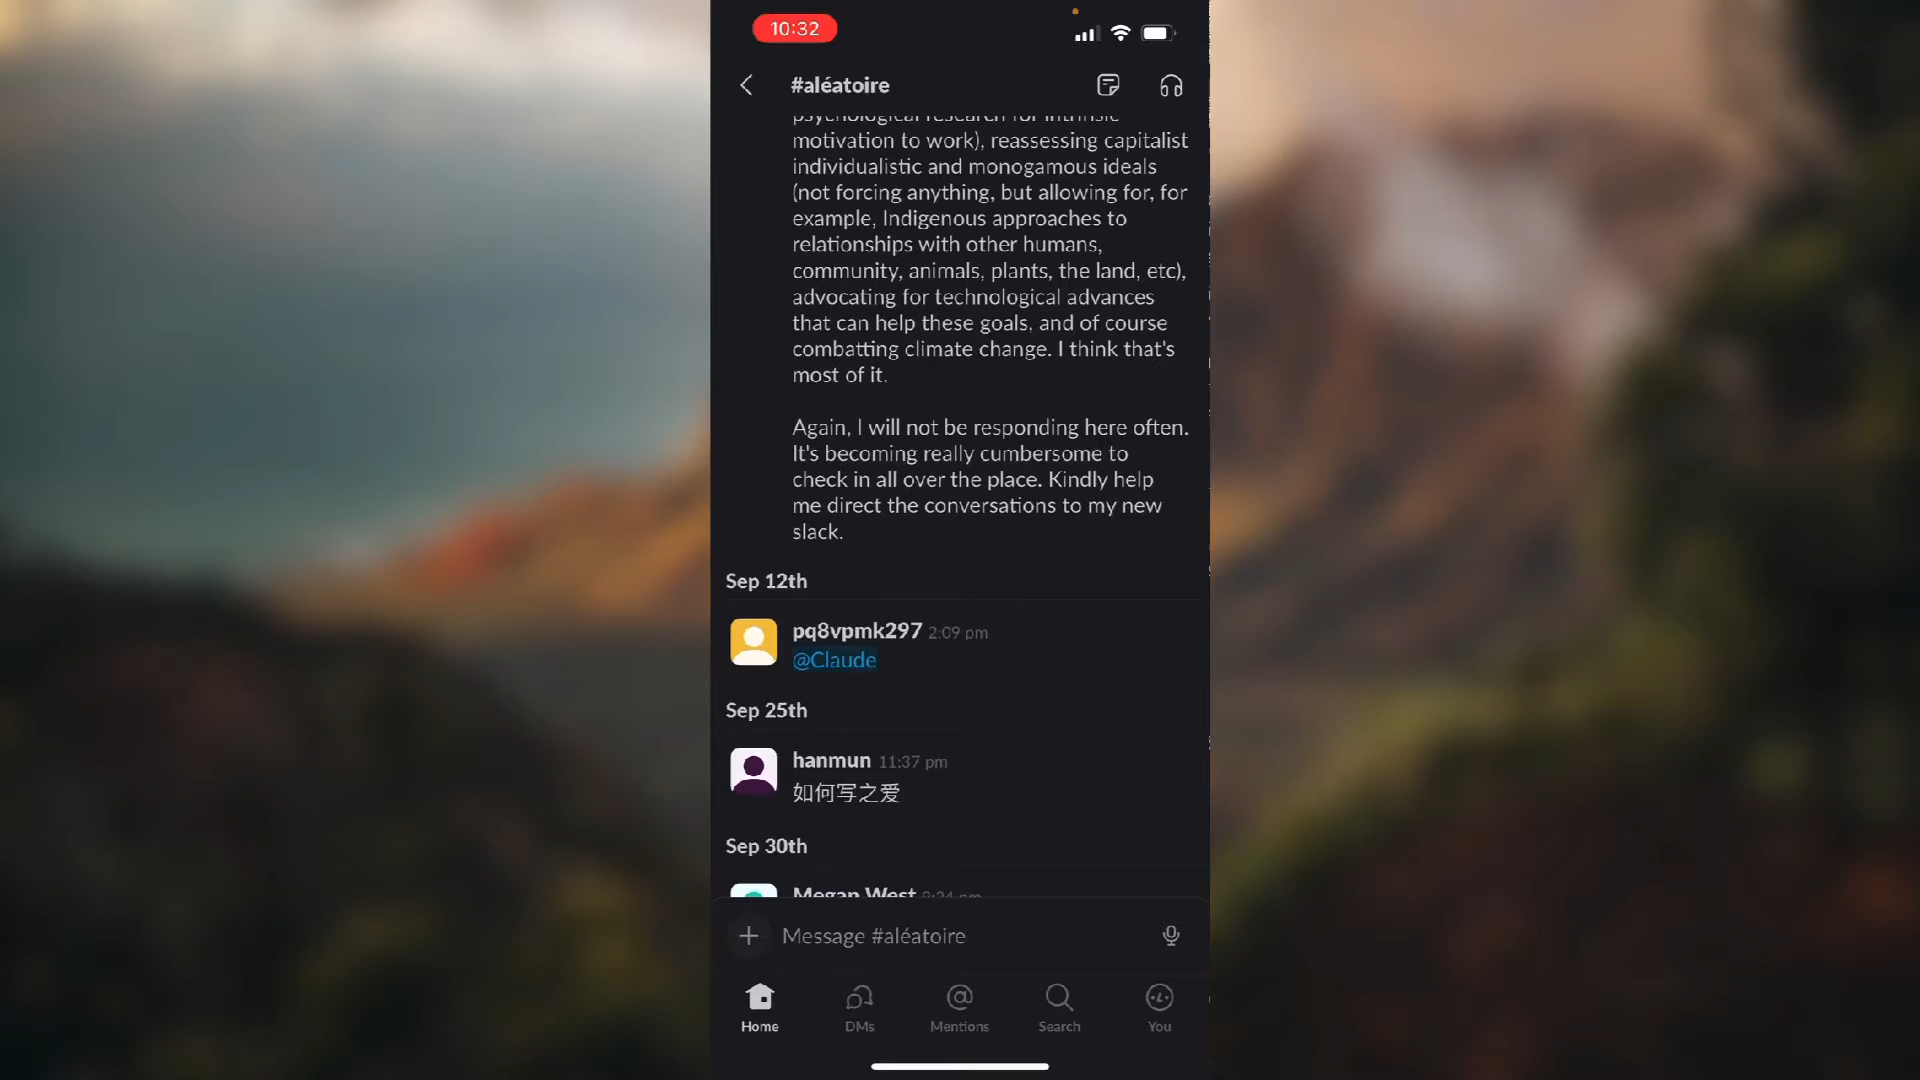 10:32
#aléatoire
psychological research for intrinsic
motivation to work), reassessing capitalist
individualistic and monogamous ideals
(not forcing anything, but allowing for, for
example, Indigenous approaches to
relationships with other humans,
community, animals, plants, the land, etc),
advocating for technological advances
that can help these goals, and of course
combatting climate change. I think that's
most of it.
Again, I will not be responding here often.
It's becoming really cumbersome to
check in all over the place. Kindly help
me direct the conversations to my new
slack.
Sep 12th
pq8vpmk297 2:09 pm
@Claude
Sep 25th
hanmun 11:37 pm
如何写之爱
Sep 30th
Megan West
Message #aléatoire
Home DMs Mentions Search You